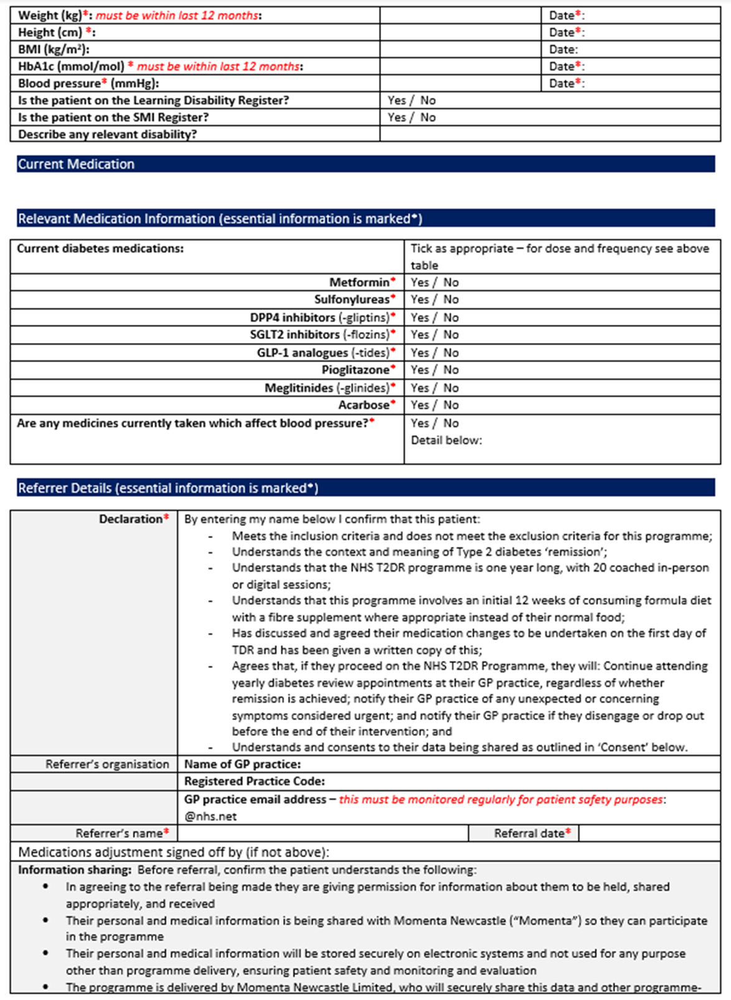 Weight (kg)*: must be within last 12 months: Date*:
Height (cm) *: Date*:
BMI (kg/m²): Date:
HbA1c (mmol/mol) * must be within last 12 months: Date*:
Blood pressure* (mmHg): Date*:
Is the patient on the Learning Disability Register? Yes / No
Is the patient on the SMI Register? Yes / No
Describe any relevant disability?
Current Medication
Relevant Medication Information (essential information is marked*)
Current diabetes medications: Tick as appropriate – for dose and frequency see above
table
Metformin* Yes / No
Sulfonylureas* Yes / No
DPP4 inhibitors (-gliptins)* Yes / No
SGLT2 inhibitors (-flozins)* Yes / No
GLP-1 analogues (-tides)* Yes / No
Pioglitazone* Yes / No
Meglitinides (-glinides)* Yes / No
Acarbose* Yes / No
Are any medicines currently taken which affect blood pressure?* Yes / No
Detail below:
Referrer Details (essential information is marked*)
Declaration* By entering my name below I confirm that this patient:
- Meets the inclusion criteria and does not meet the exclusion criteria for this programme;
- Understands the context and meaning of Type 2 diabetes ‘remission’;
- Understands that the NHS T2DR programme is one year long, with 20 coached in-person
or digital sessions;
- Understands that this programme involves an initial 12 weeks of consuming formula diet
with a fibre supplement where appropriate instead of their normal food;
- Has discussed and agreed their medication changes to be undertaken on the first day of
TDR and has been given a written copy of this;
- Agrees that, if they proceed on the NHS T2DR Programme, they will: Continue attending
yearly diabetes review appointments at their GP practice, regardless of whether
remission is achieved; notify their GP practice of any unexpected or concerning
symptoms considered urgent; and notify their GP practice if they disengage or drop out
before the end of their intervention; and
- Understands and consents to their data being shared as outlined in ‘Consent’ below.
Referrer’s organisation Name of GP practice:
Registered Practice Code:
GP practice email address – this must be monitored regularly for patient safety purposes:
@nhs.net
Referrer’s name* Referral date*
Medications adjustment signed off by (if not above):
Information sharing: Before referral, confirm the patient understands the following:
• In agreeing to the referral being made they are giving permission for information about them to be held, shared
appropriately, and received
• Their personal and medical information is being shared with Momenta Newcastle (“Momenta”) so they can participate
in the programme
• Their personal and medical information will be stored securely on electronic systems and not used for any purpose
other than programme delivery, ensuring patient safety and monitoring and evaluation
• The programme is delivered by Momenta Newcastle Limited, who will securely share this data and other programme-